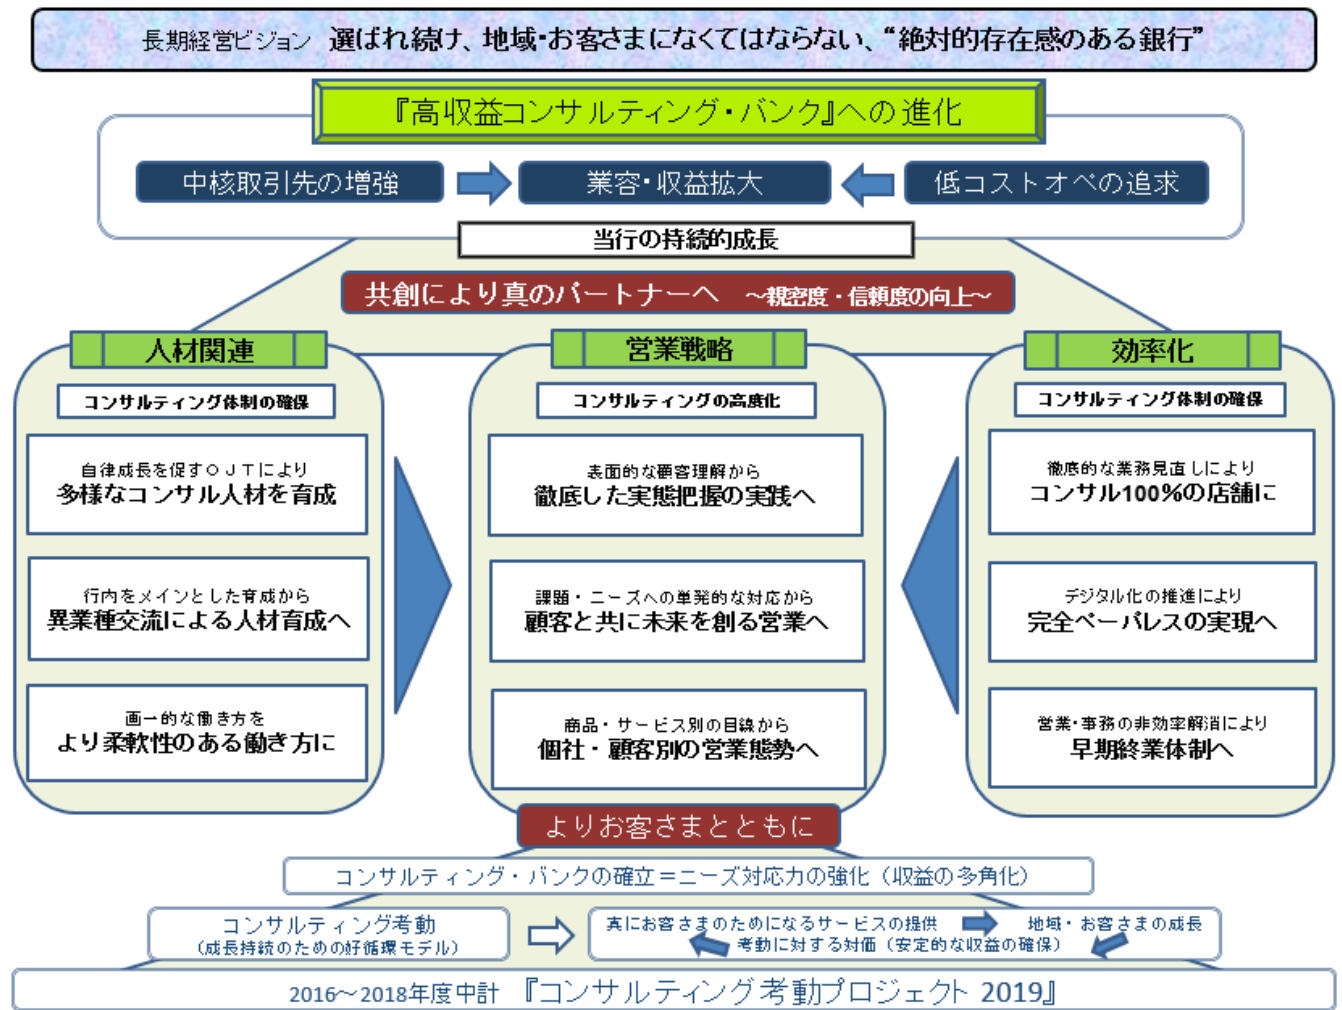 長期経営ビジョン 選ばれ続け、地域・お客さまになくてはならない、“絶対的存在感のある銀行”
『高収益コンサルティング・バンク』への進化
中核取引先の増強
業容・収益拡大
低コストオペの追求
当行の持続的成長
共創により真のパートナーへ ～親密度・信頼度の向上～
人材関連
コンサルティング体制の確保
自律成長を促すＯＪＴにより
多様なコンサル人材を育成
行内をメインとした育成から
異業種交流による人材育成へ
画一的な働き方を
より柔軟性のある働き方に
営業戦略
コンサルティングの高度化
表面的な顧客理解から
徹底した実態把握の実践へ
課題・ニーズへの単発的な対応から
顧客と共に未来を創る営業へ
商品・サービス別の目線から
個社・顧客別の営業態勢へ
効率化
コンサルティング体制の確保
徹底的な業務見直しにより
コンサル100％の店舗に
デジタル化の推進により
完全ペーパレスの実現へ
営業・事務の非効率解消により
早期終業体制へ
よりお客さまとともに
コンサルティング・バンクの確立＝ニーズ対応力の強化（収益の多角化）
コンサルティング考動
（成長持続のための好循環モデル）
真にお客さまのためになるサービスの提供
地域・お客さまの成長
考動に対する対価（安定的な収益の確保）
2016～2018年度中計 『コンサルティング考動プロジェクト 2019』